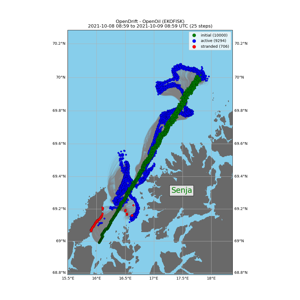 OpenDrift - OpenOil (EKOFISK)
2021-10-08 08:59 to 2021-10-09 08:59 UTC (25 steps)
initial (10000)
active (9294)
stranded (706)
70.2°N 70.2°N
70°N 70°N
69.8°N 69.8°N
69.6°N 69.6°N
69.4°N 69.4°N
Senja
69.2°N 69.2°N
69°N 69°N
68.8°N 68.8°N
15.5°E 16°E 16.5°E 17°E 17.5°E 18°E